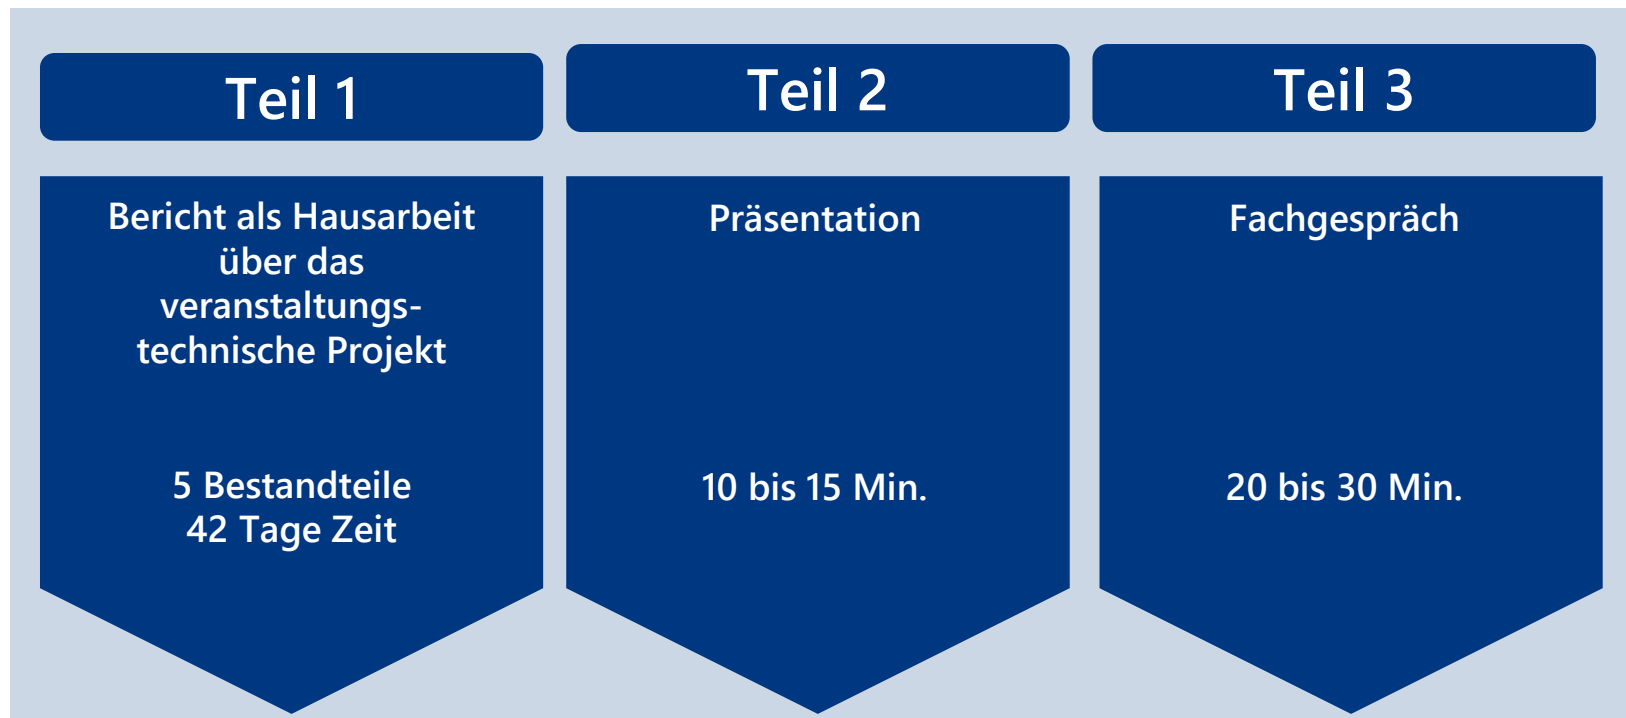 Teil 1
Bericht als Hausarbeit
über das
veranstaltungs-
technische Projekt
5 Bestandteile
42 Tage Zeit
Teil 2
Präsentation
10 bis 15 Min.
Teil 3
Fachgespräch
20 bis 30 Min.